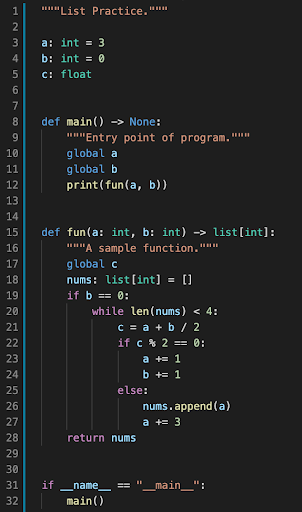 1 """List Practice."""
2
3 a: int = 3
4 b: int = 0
5 c: float
6
7
8 def main() -> None:
9     """Entry point of program."""
10     global a
11     global b
12     print(fun(a, b))
13
14
15 def fun(a: int, b: int) -> list[int]:
16     """A sample function."""
17     global c
18     nums: list[int] = []
19     if b == 0:
20         while len(nums) < 4:
21             c = a + b / 2
22             if c % 2 == 0:
23                 a += 1
24                 b += 1
25             else:
26                 nums.append(a)
27                 a += 3
28     return nums
29
30
31 if __name__ == "__main__":
32     main()